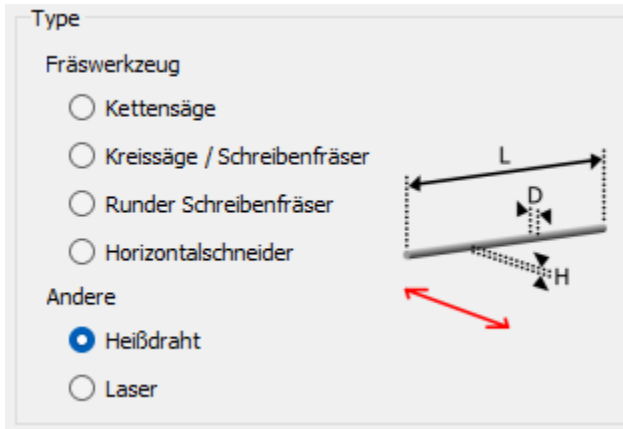 Type
Fräswerkzeug
Kettensäge
Kreissäge / Schreibenfräser
Runder Schreibenfräser
Horizontalschneider
Andere
Heißdraht
Laser
L
D
H